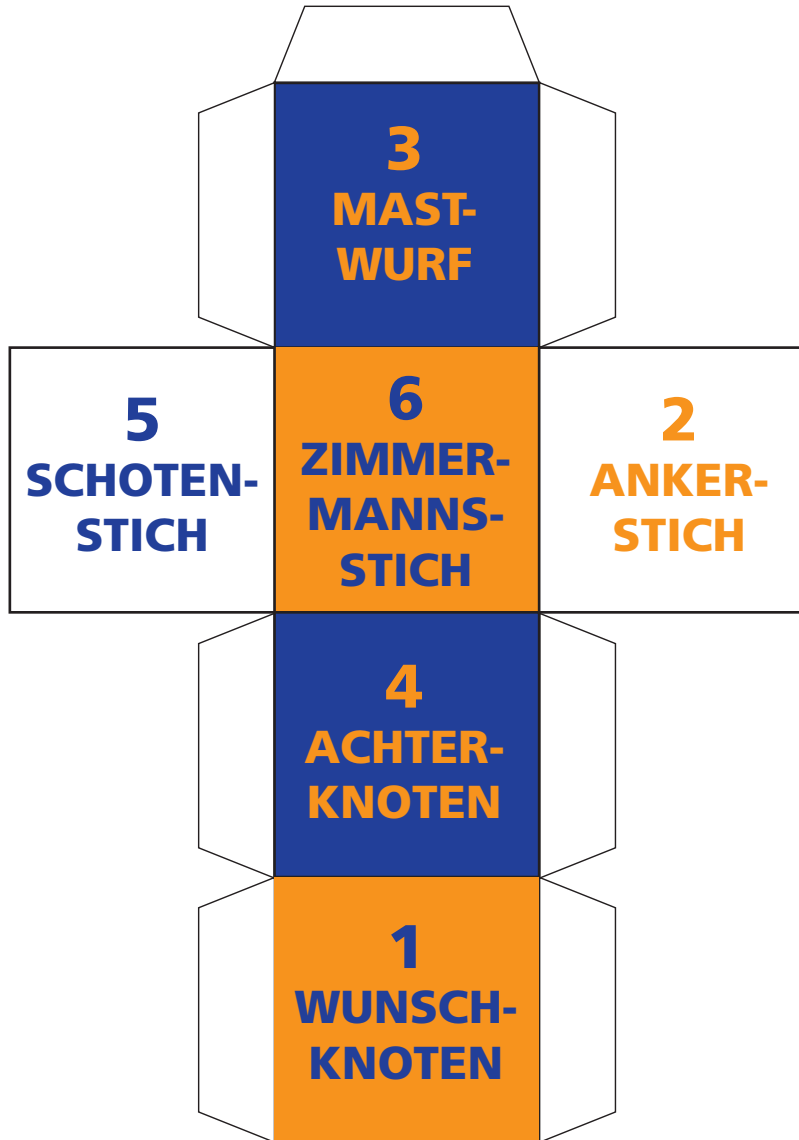 3
MAST-
WURF
5
SCHOTEN-
STICH
6
ZIMMER-
MANNS-
STICH
2
ANKER-
STICH
4
ACHTER-
KNOTEN
1
WUNSCH-
KNOTEN